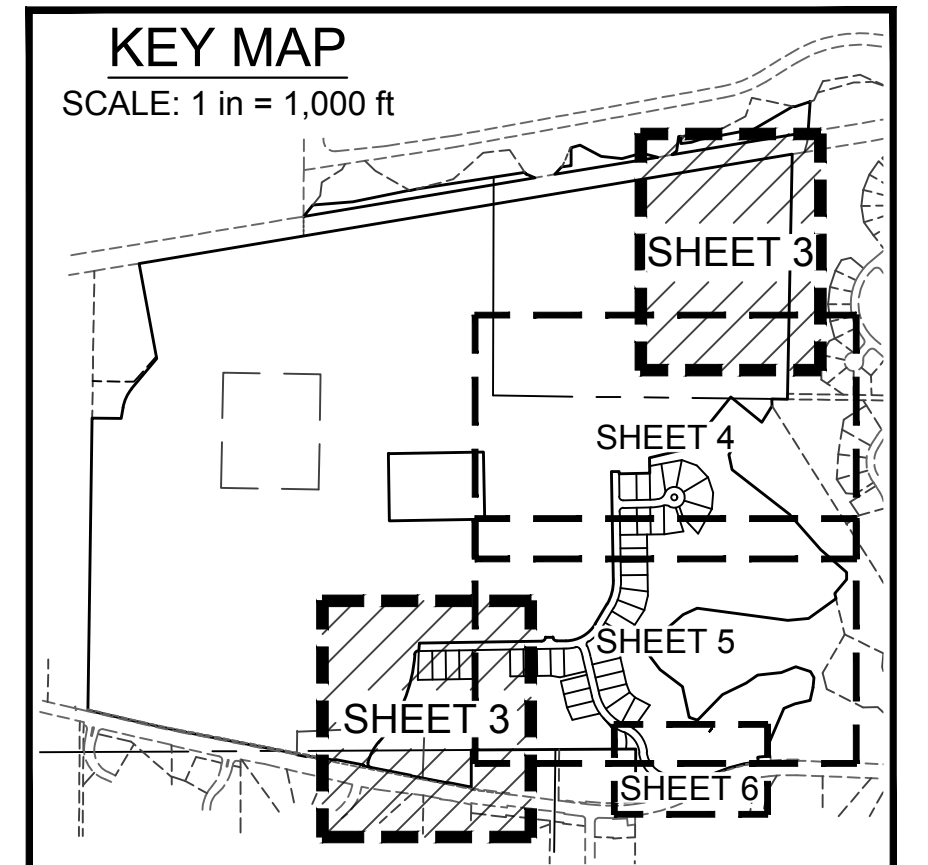 KEY MAP
SCALE: 1 in = 1,000 ft
SHEET 3
SHEET 4
SHEET 5
SHEET 3
SHEET 6